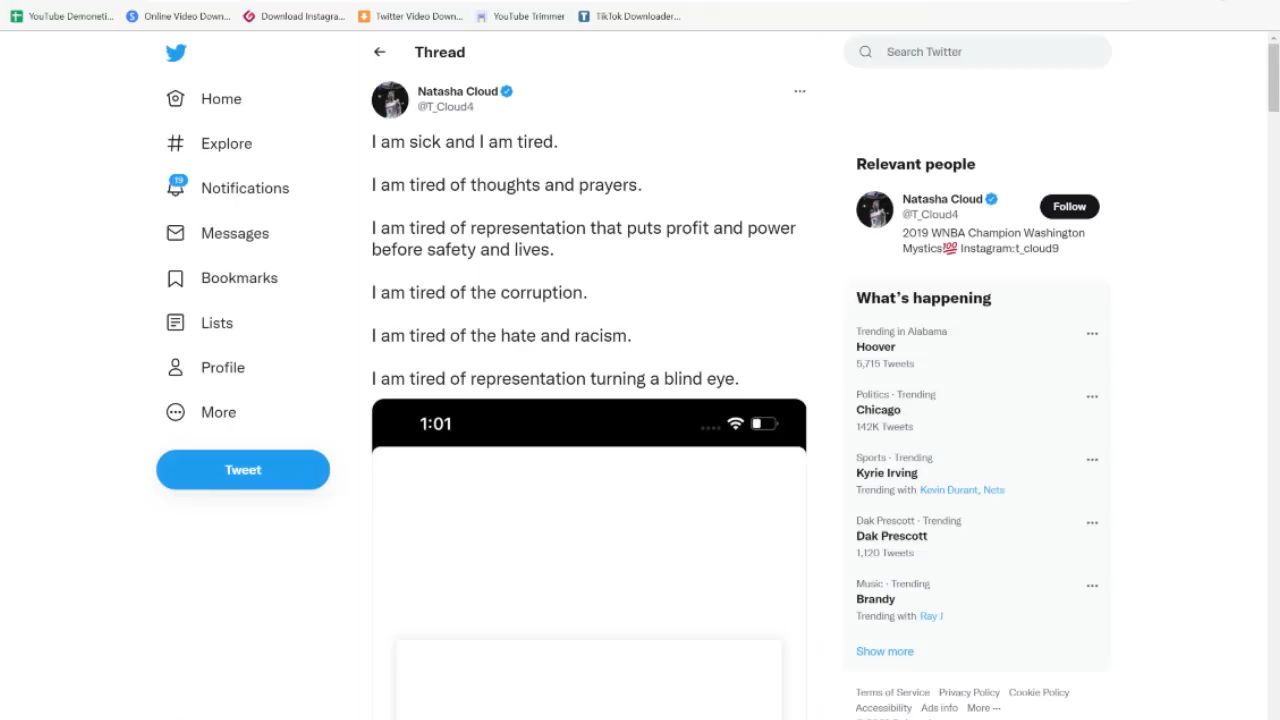 YouTube Demoneti...
Online Video Down...
Download Instagra...
Twitter Video Down...
YouTube Trimmer
TikTok Downloader...
Home
Explore
19
Notifications
Messages
Bookmarks
Lists
Profile
More
Tweet
Thread
Natasha Cloud
@T_Cloud4
I am sick and I am tired.
I am tired of thoughts and prayers.
I am tired of representation that puts profit and power
before safety and lives.
I am tired of the corruption.
I am tired of the hate and racism.
I am tired of representation turning a blind eye.
1:01
Search Twitter
Relevant people
Natasha Cloud
@T_Cloud4
Follow
2019 WNBA Champion Washington
Mystics💯 Instagram:t_cloud9
What's happening
Trending in Alabama
Hoover
5,715 Tweets
Politics · Trending
Chicago
142K Tweets
Sports · Trending
Kyrie Irving
Trending with Kevin Durant, Nets
Dak Prescott · Trending
Dak Prescott
1,120 Tweets
Music · Trending
Brandy
Trending with Ray J
Show more
Terms of Service Privacy Policy Cookie Policy
Accessibility Ads info More ···